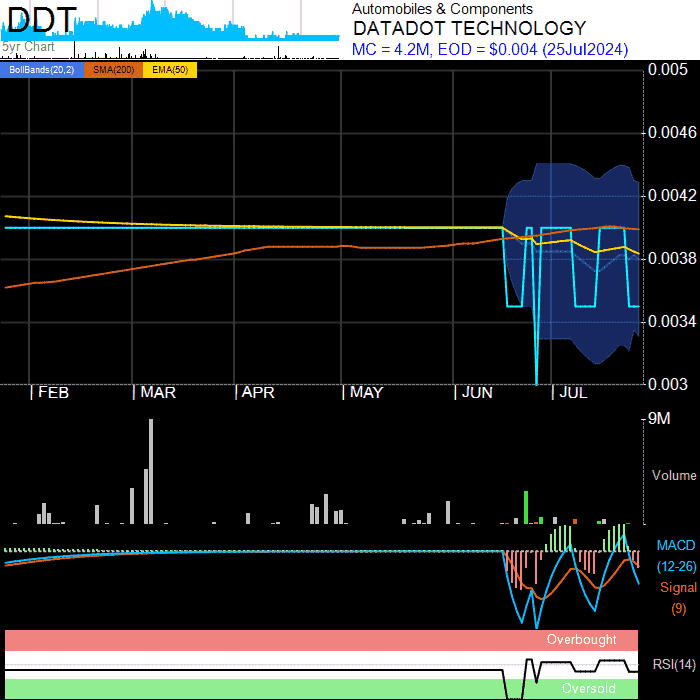 DDT
5yr Chart
Automobiles & Components
DATADOT TECHNOLOGY
MC = 4.2M, EOD = $0.004 (25Jul2024)
BollBands(20,2) SMA(200) EMA(50)
0.005
0.0046
0.0042
0.0038
0.0034
0.003
FEB MAR APR MAY JUN JUL
9M
Volume
MACD
(12-26)
Signal
(9)
Overbought
RSI(14)
Oversold